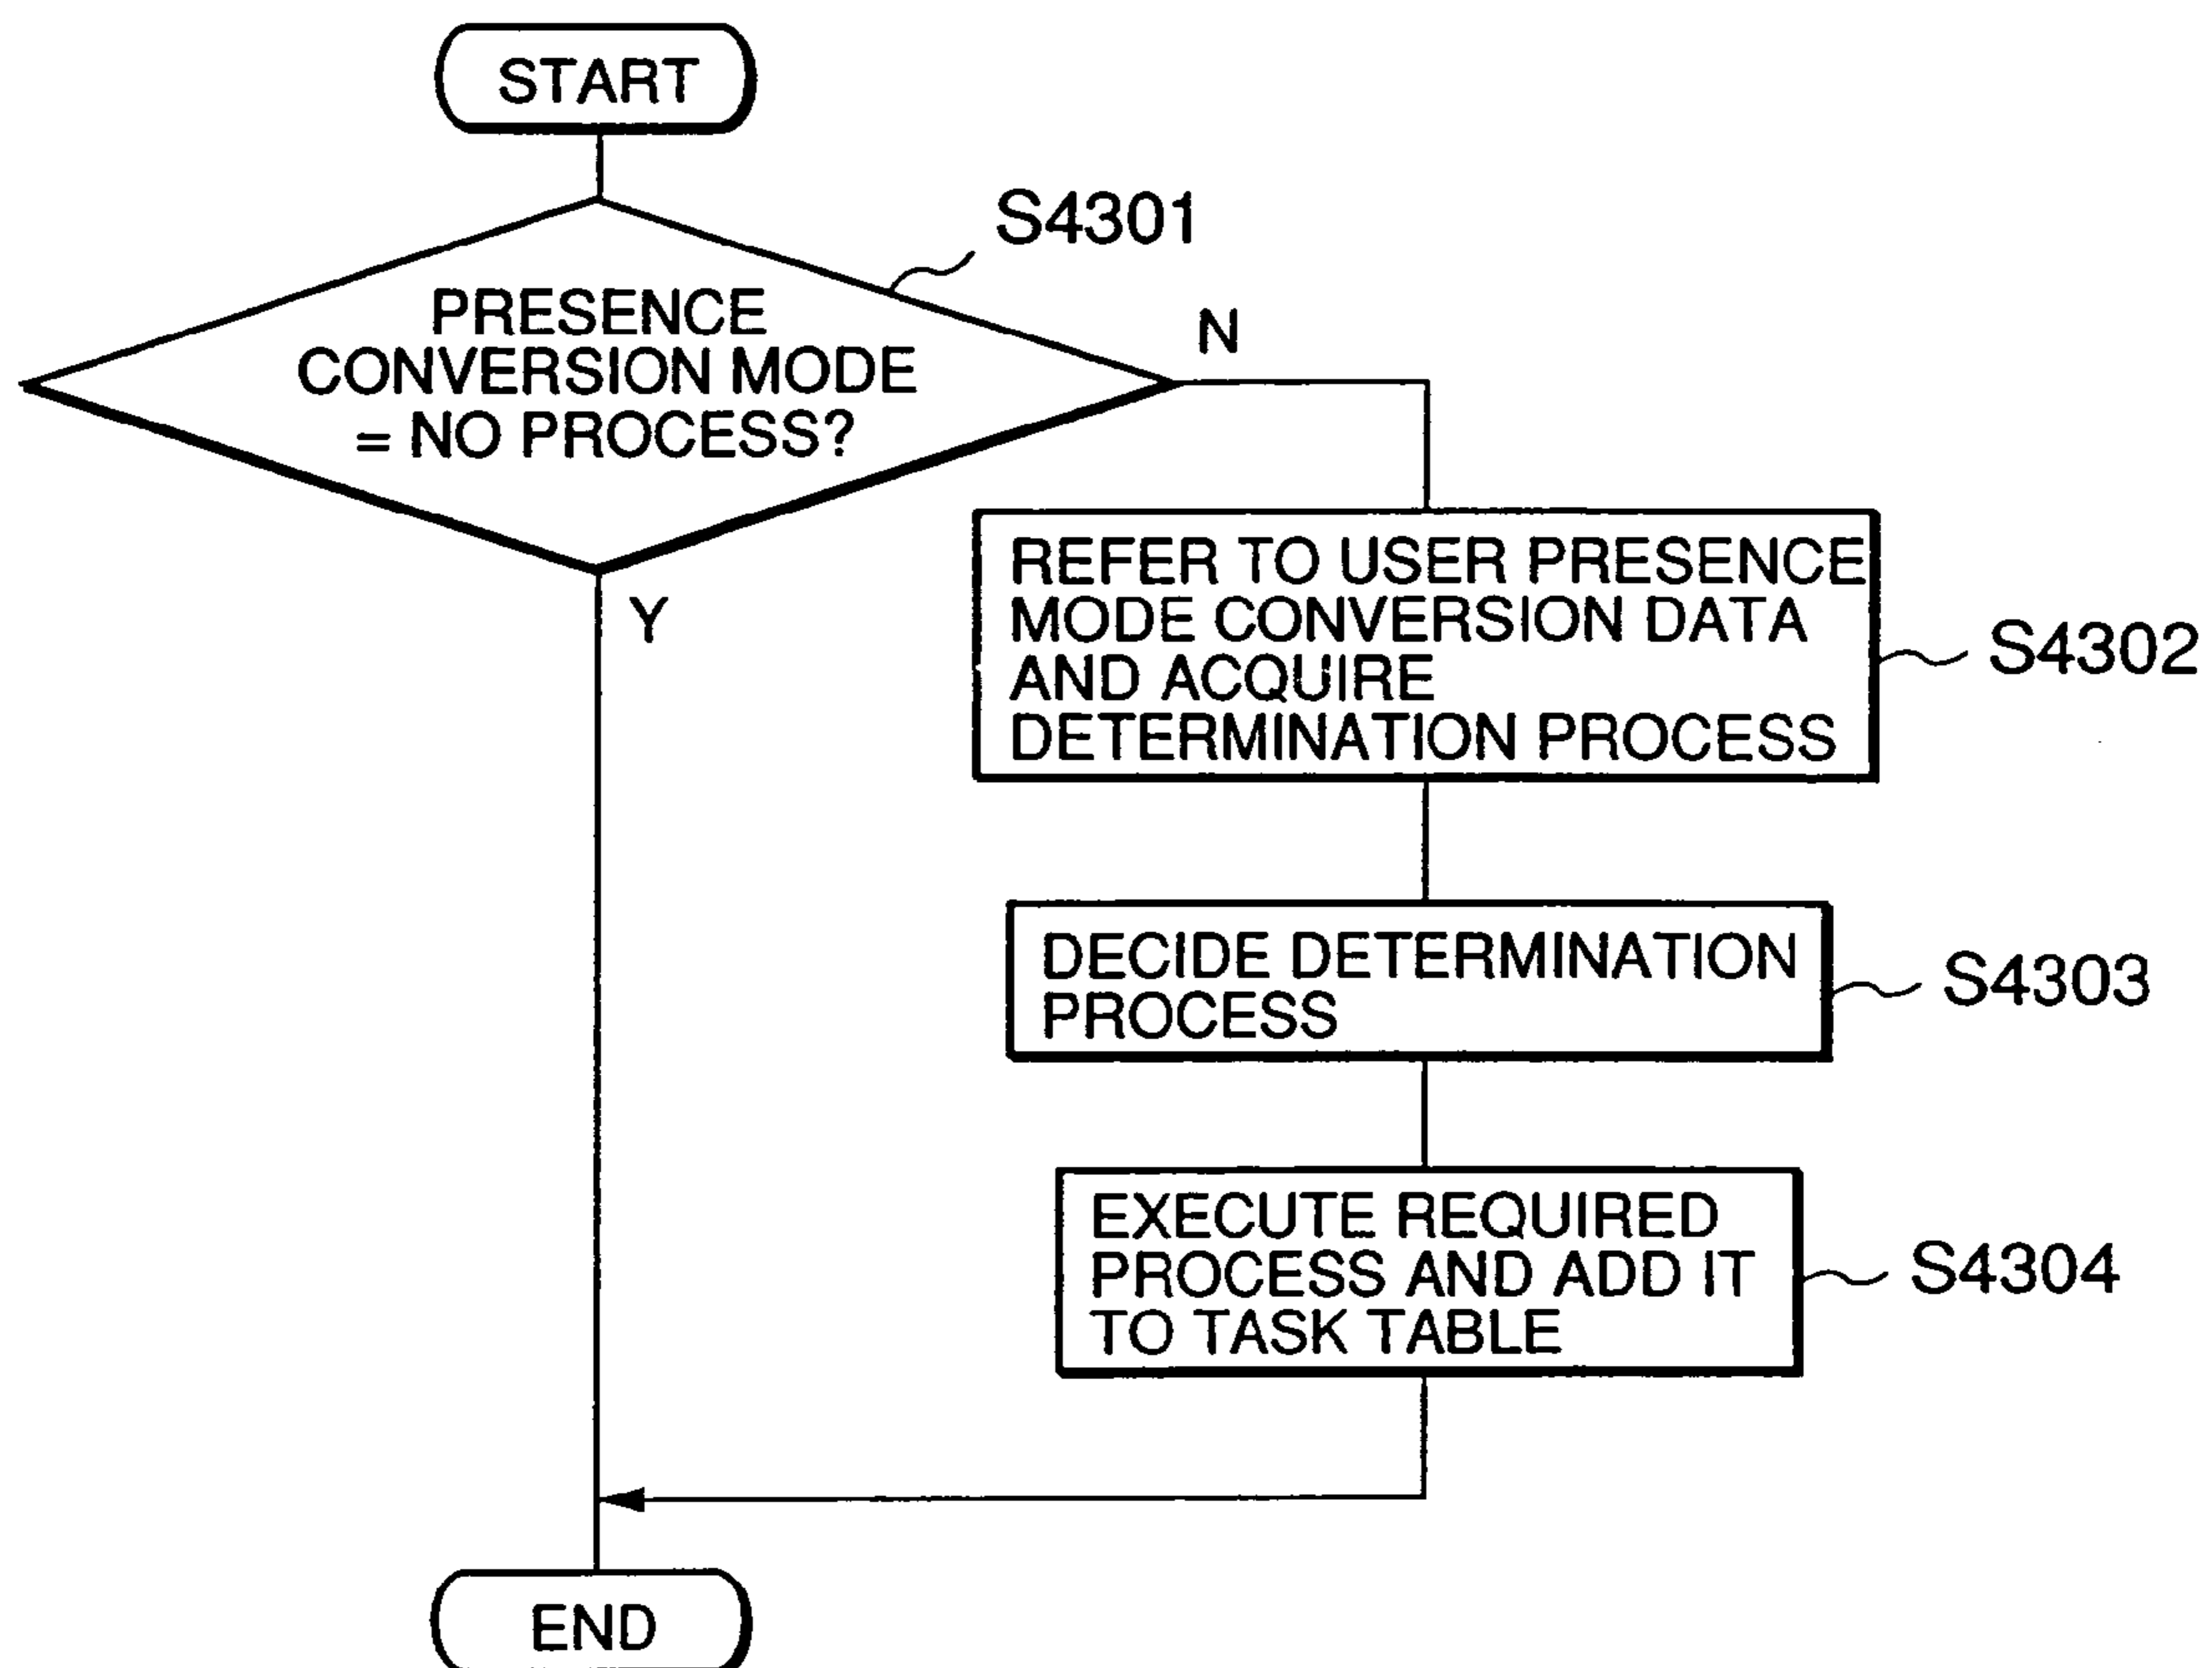 START
S4301
PRESENCE
CONVERSION MODE
= NO PROCESS?
N
Y
REFER TO USER PRESENCE
MODE CONVERSION DATA
AND ACQUIRE
DETERMINATION PROCESS
S4302
DECIDE DETERMINATION
PROCESS
S4303
EXECUTE REQUIRED
PROCESS AND ADD IT
TO TASK TABLE
S4304
END